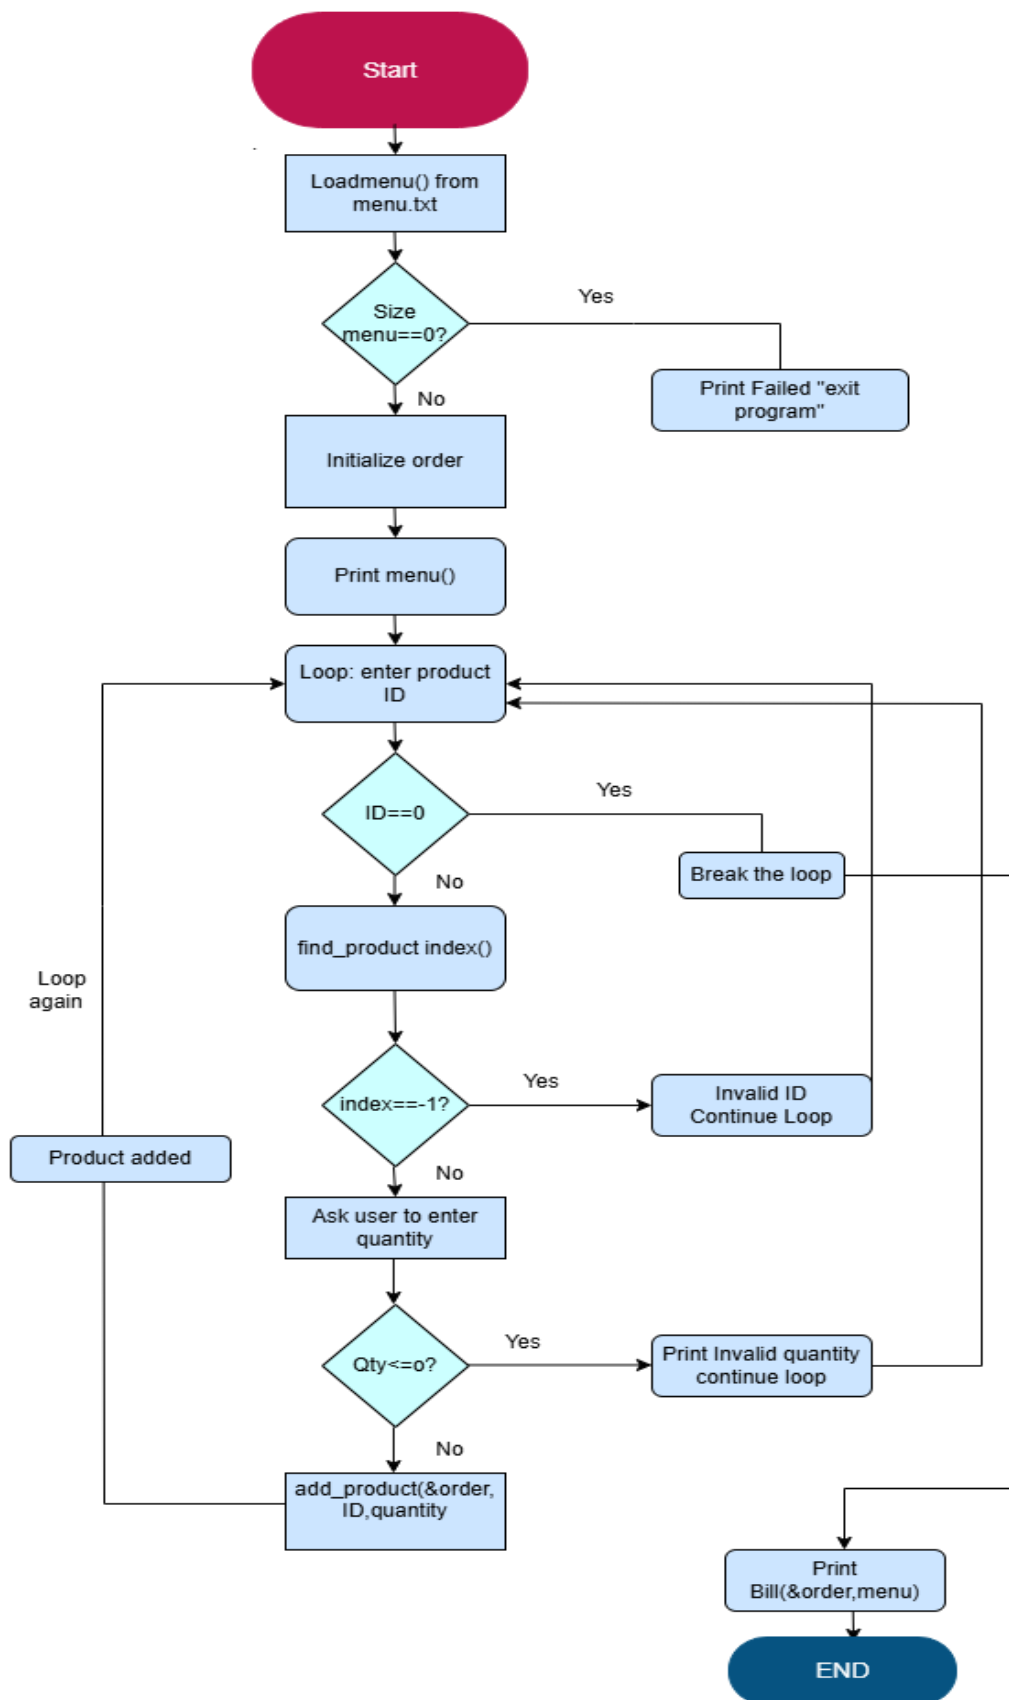 Start
Loadmenu() from
menu.txt
Size
menu==0?
Yes
Print Failed "exit
program"
No
Initialize order
Print menu()
Loop: enter product
ID
ID==0
Yes
Break the loop
No
find_product index()
Loop
again
index==-1?
Yes
Invalid ID
Continue Loop
Product added
No
Ask user to enter
quantity
Qty<=o?
Yes
Print Invalid quantity
continue loop
No
add_product(&order,
ID,quantity
Print
Bill(&order,menu)
END